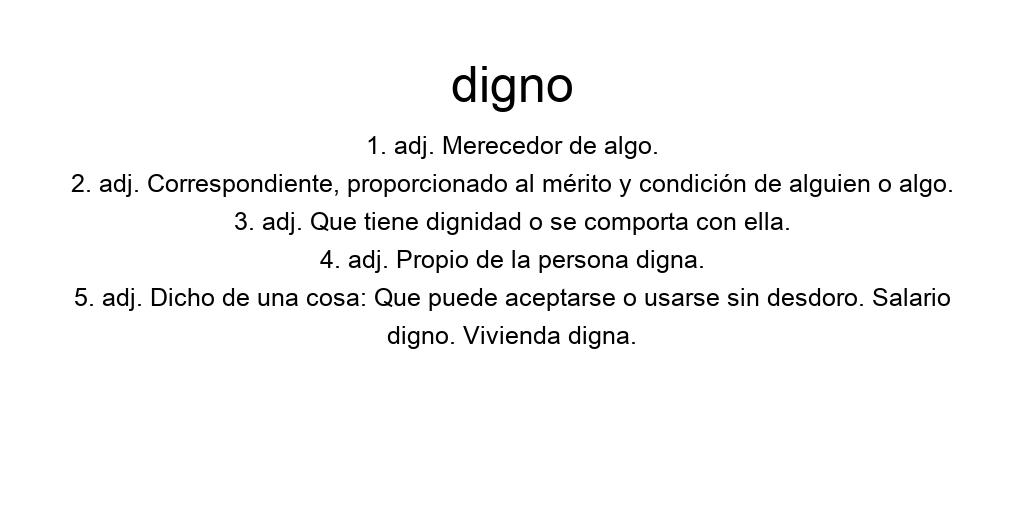 digno
1. adj. Merecedor de algo.
2. adj. Correspondiente, proporcionado al mérito y condición de alguien o algo.
3. adj. Que tiene dignidad o se comporta con ella.
4. adj. Propio de la persona digna.
5. adj. Dicho de una cosa: Que puede aceptarse o usarse sin desdoro. Salario
digno. Vivienda digna.